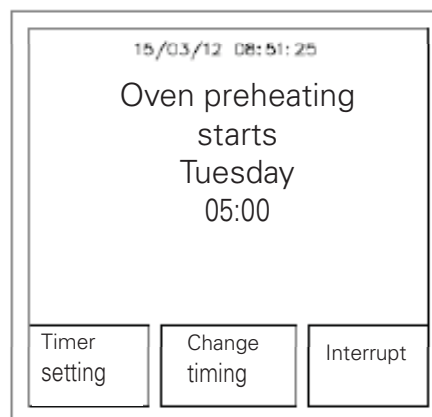 15/03/12 08:51:25
Oven preheating
starts
Tuesday
05:00
Timer
setting
Change
timing
Interrupt